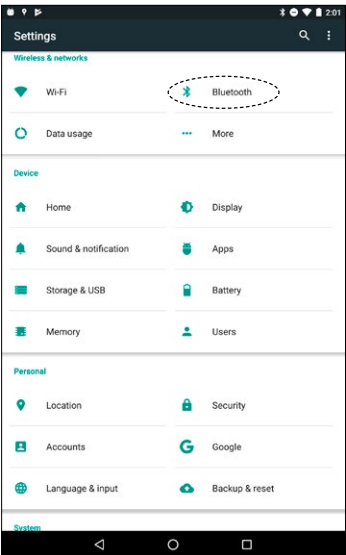 2:01
Settings
Wireless & networks
Wi-Fi
Bluetooth
Data usage
More
Device
Home
Display
Sound & notification
Apps
Storage & USB
Battery
Memory
Users
Personal
Location
Security
Accounts
Google
Language & input
Backup & reset
System